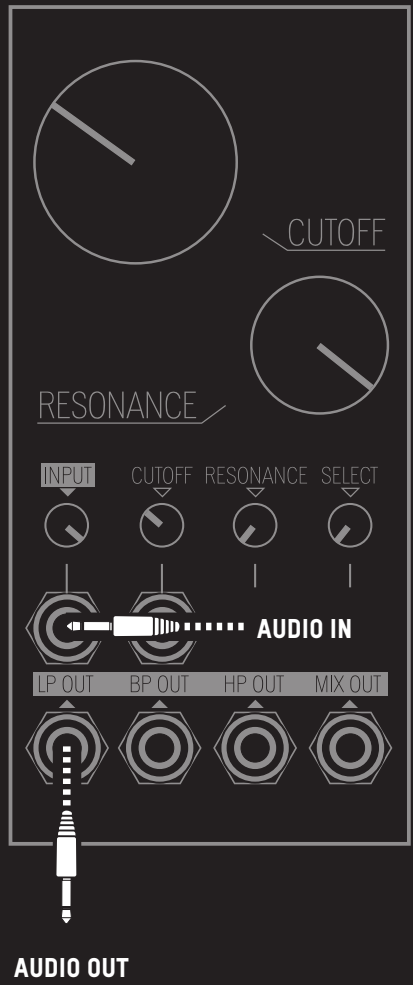 CUTOFF
RESONANCE
INPUT CUTOFF RESONANCE SELECT
AUDIO IN
LP OUT BP OUT HP OUT MIX OUT
AUDIO OUT